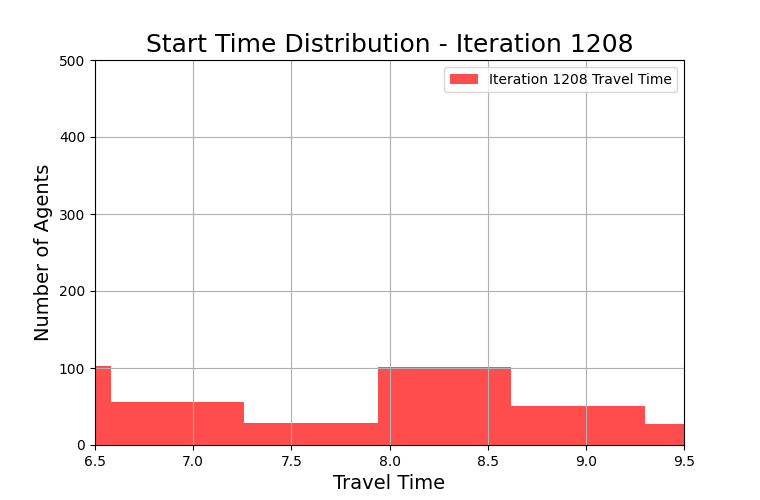 Start Time Distribution - Iteration 1208
500
400
300
200
100
0
Number of Agents
Iteration 1208 Travel Time
6.5 7.0 7.5 8.0 8.5 9.0 9.5
Travel Time